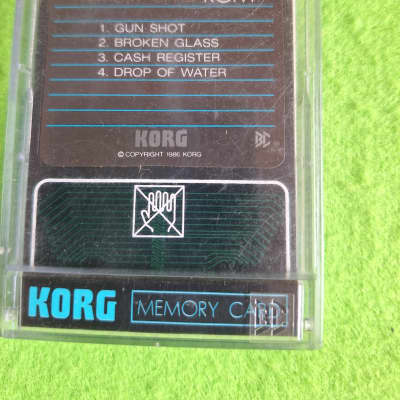 1. GUN SHOT
2. BROKEN GLASS
3. CASH REGISTER
4. DROP OF WATER
KORG
© COPYRIGHT 1986 KORG
KORG MEMORY CARD